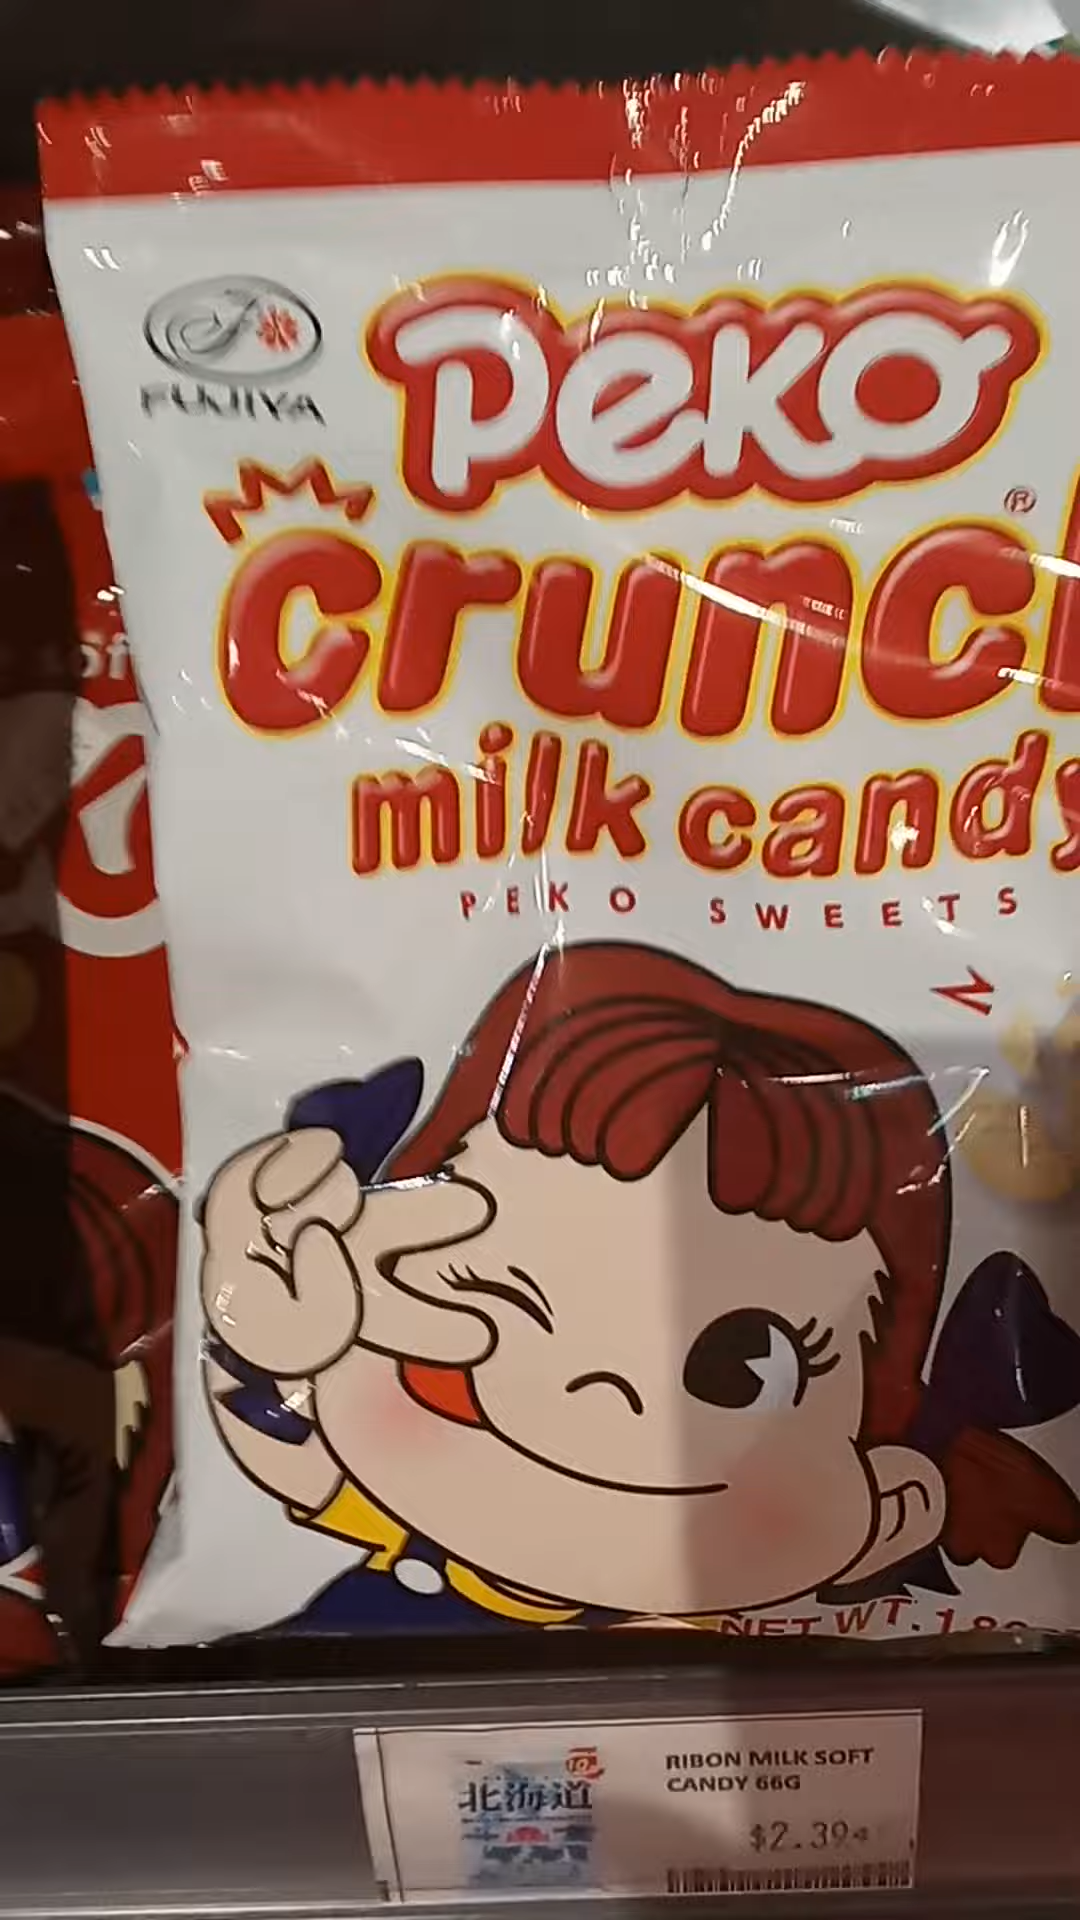 FUJIYA
Peko
®
crunc
milk candy
PEKO SWEETS
NET WT. 1.8
RIBON MILK SOFT
CANDY 66G
北海道
$2.39